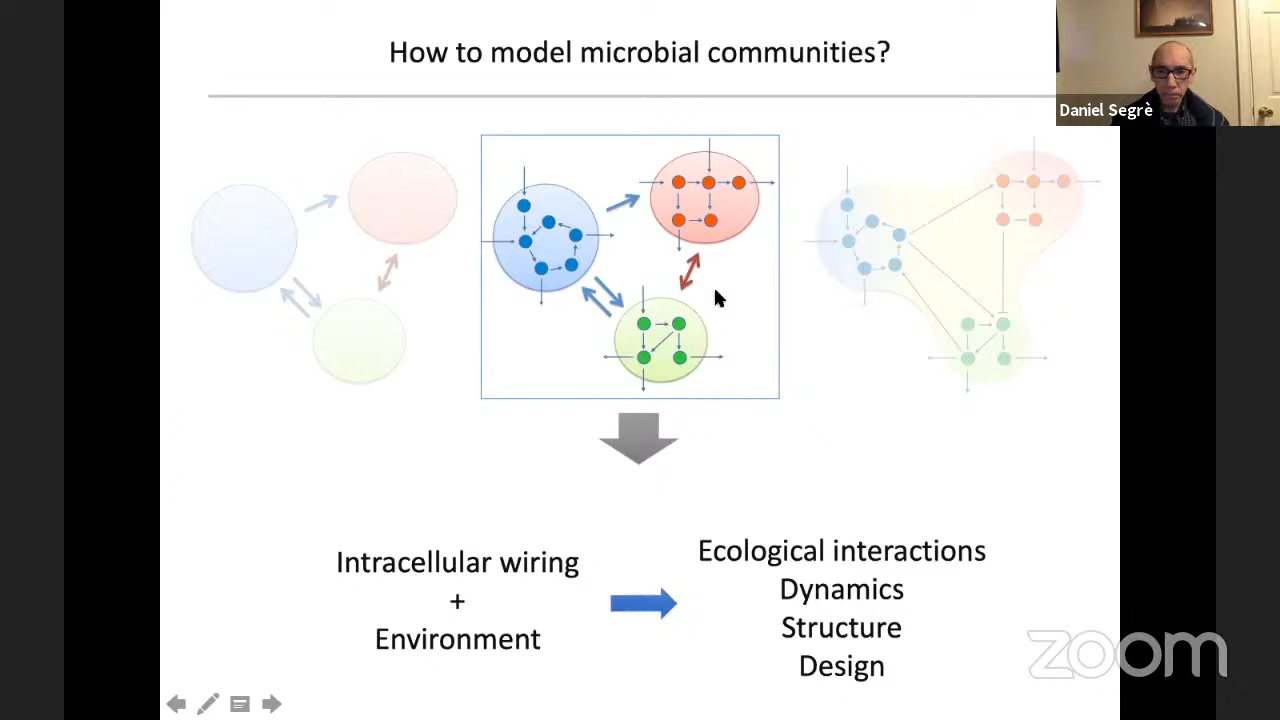 How to model microbial communities?
Daniel Segrè
Intracellular wiring
+
Environment
Ecological interactions
Dynamics
Structure
Design
zoom